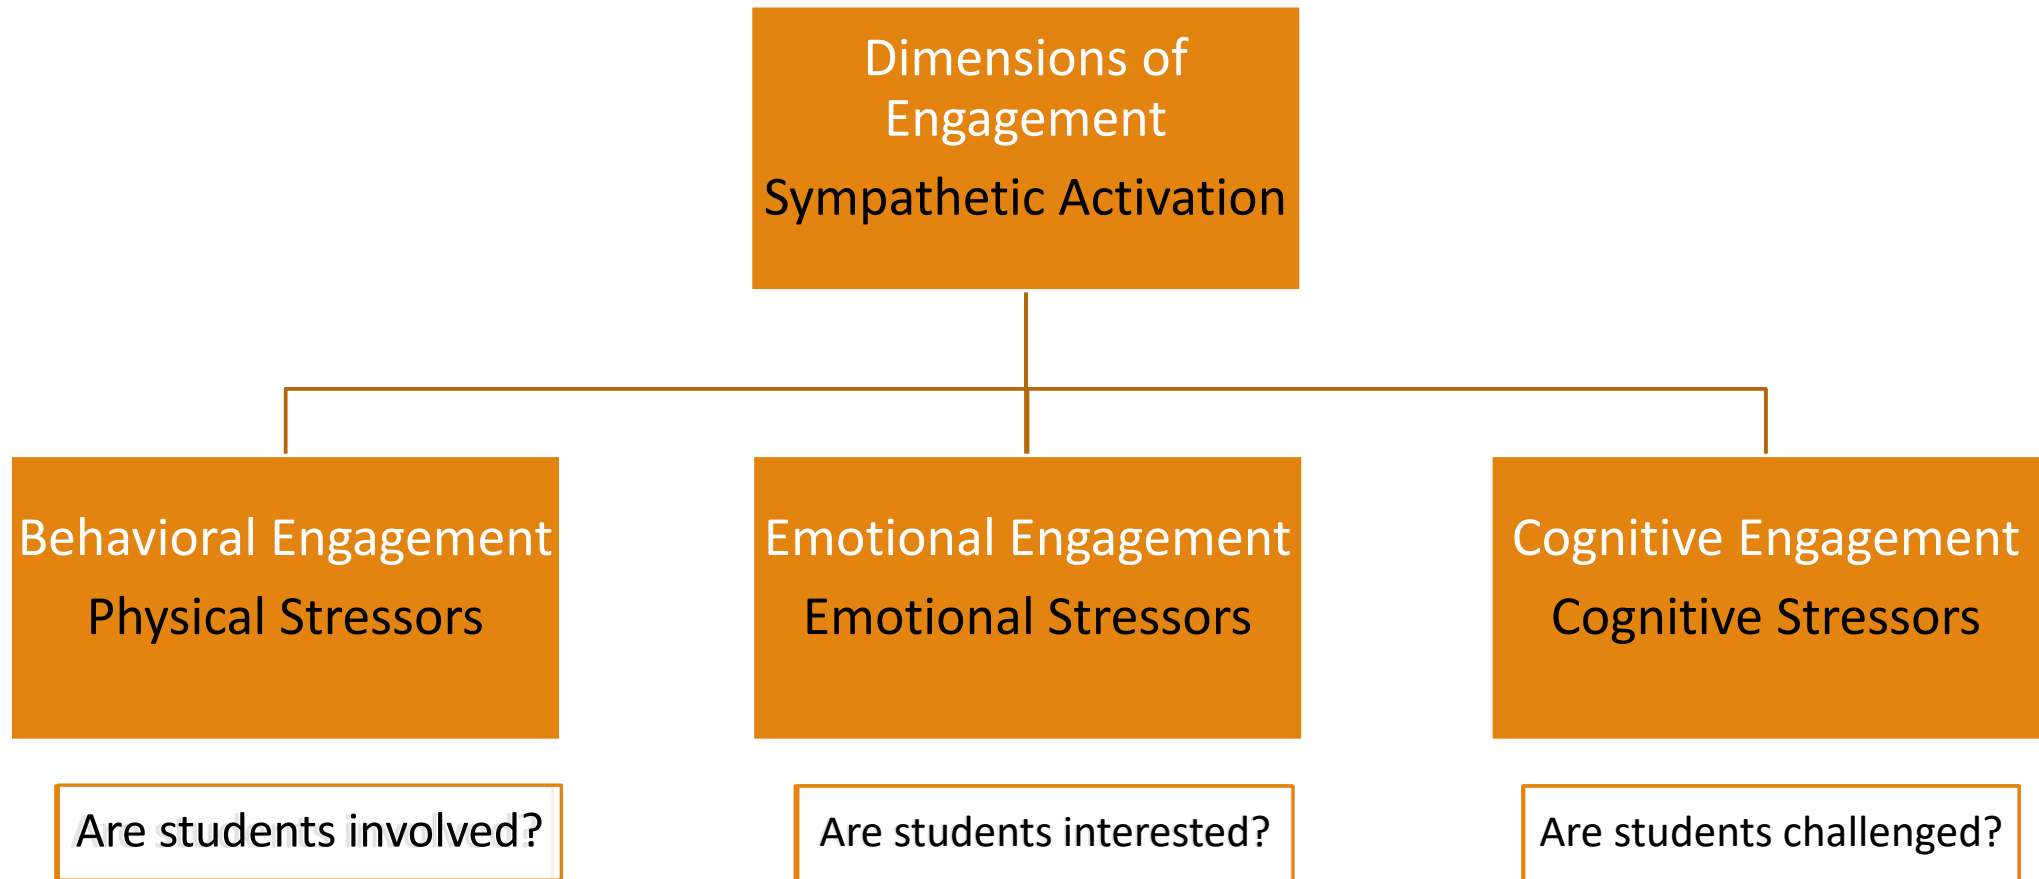 Dimensions of
Engagement
Sympathetic Activation
Behavioral Engagement
Physical Stressors
Emotional Engagement
Emotional Stressors
Cognitive Engagement
Cognitive Stressors
Are students involved?
Are students interested?
Are students challenged?